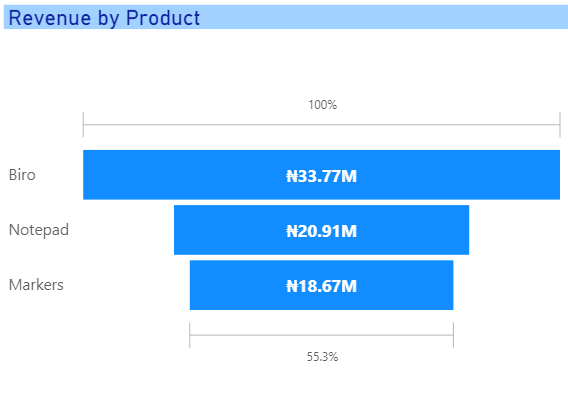 Revenue by Product
100%
Biro ₦33.77M
Notepad ₦20.91M
Markers ₦18.67M
55.3%